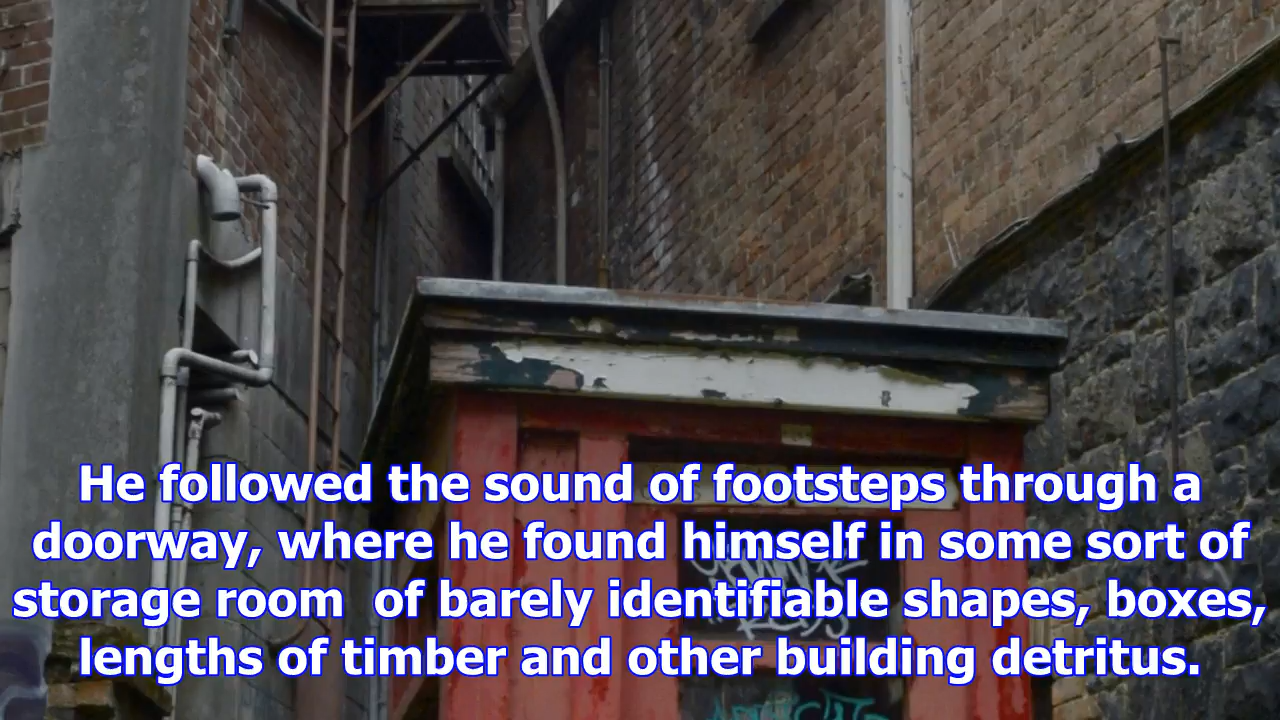 He followed the sound of footsteps through a
doorway, where he found himself in some sort of
storage room  of barely identifiable shapes, boxes,
lengths of timber and other building detritus.